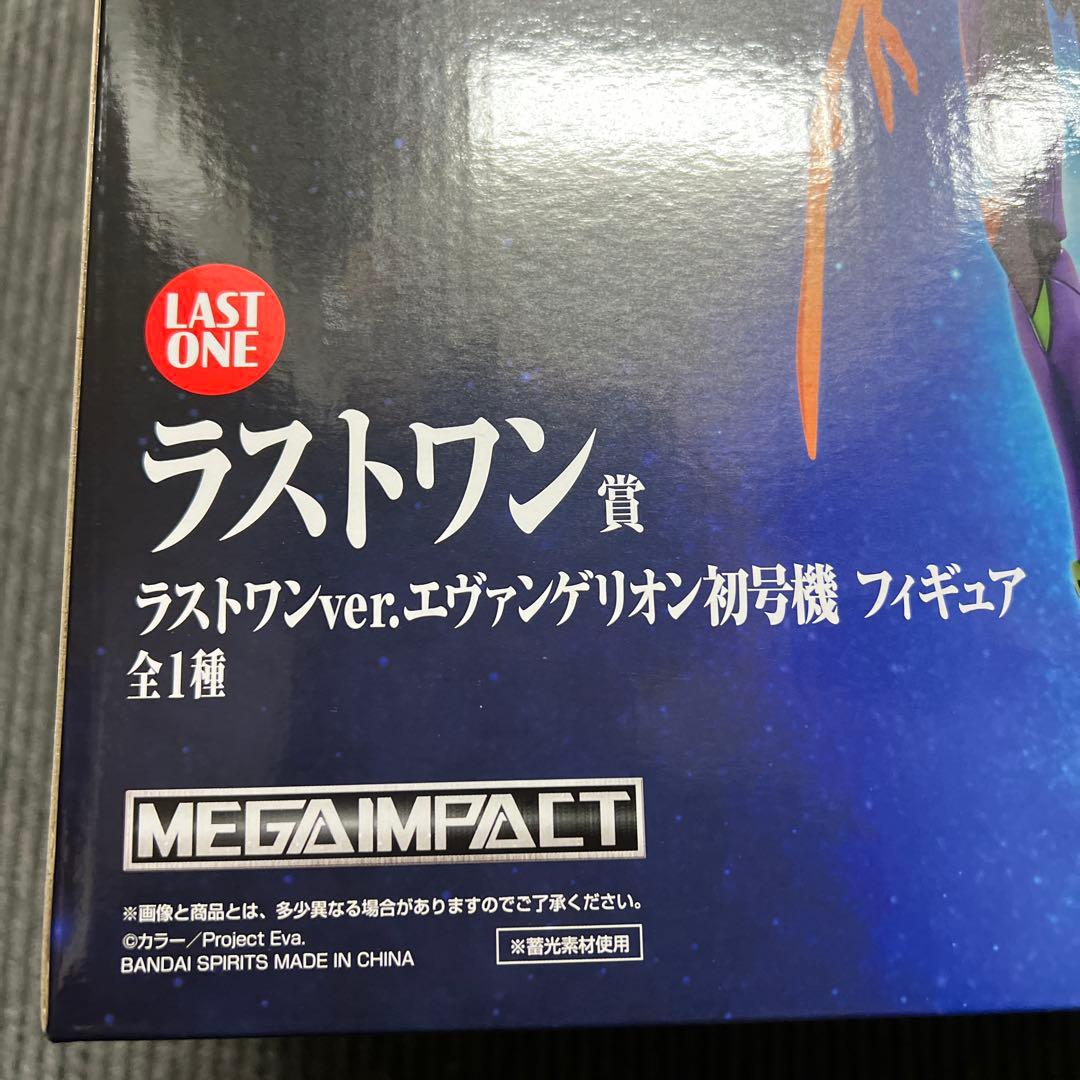 LAST
ONE
ラストワン賞
ラストワンver.エヴァンゲリオン初号機 フィギュア
全1種
MEGAIMPACT
※画像と商品とは、多少異なる場合がありますのでご了承ください。
©カラー／Project Eva.
※蓄光素材使用
BANDAI SPIRITS MADE IN CHINA